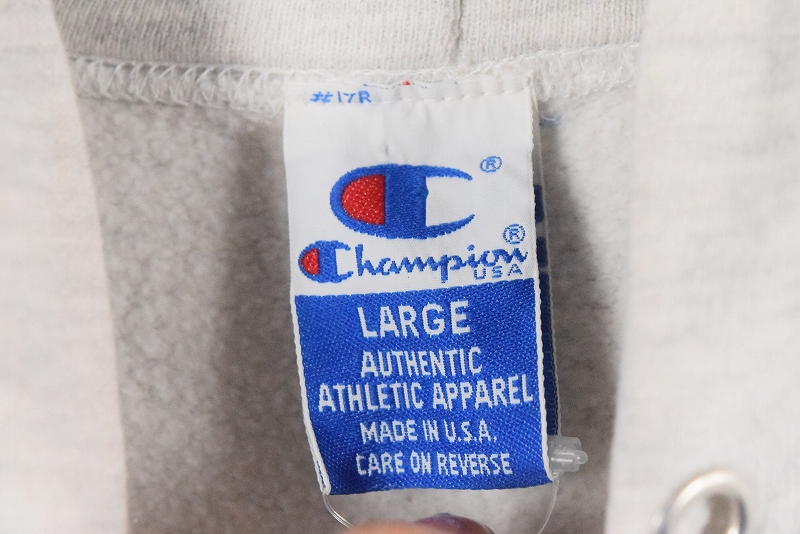 #17R
®
Champion®
USA
LARGE
AUTHENTIC
ATHLETIC APPAREL
MADE IN U.S.A.
CARE ON REVERSE